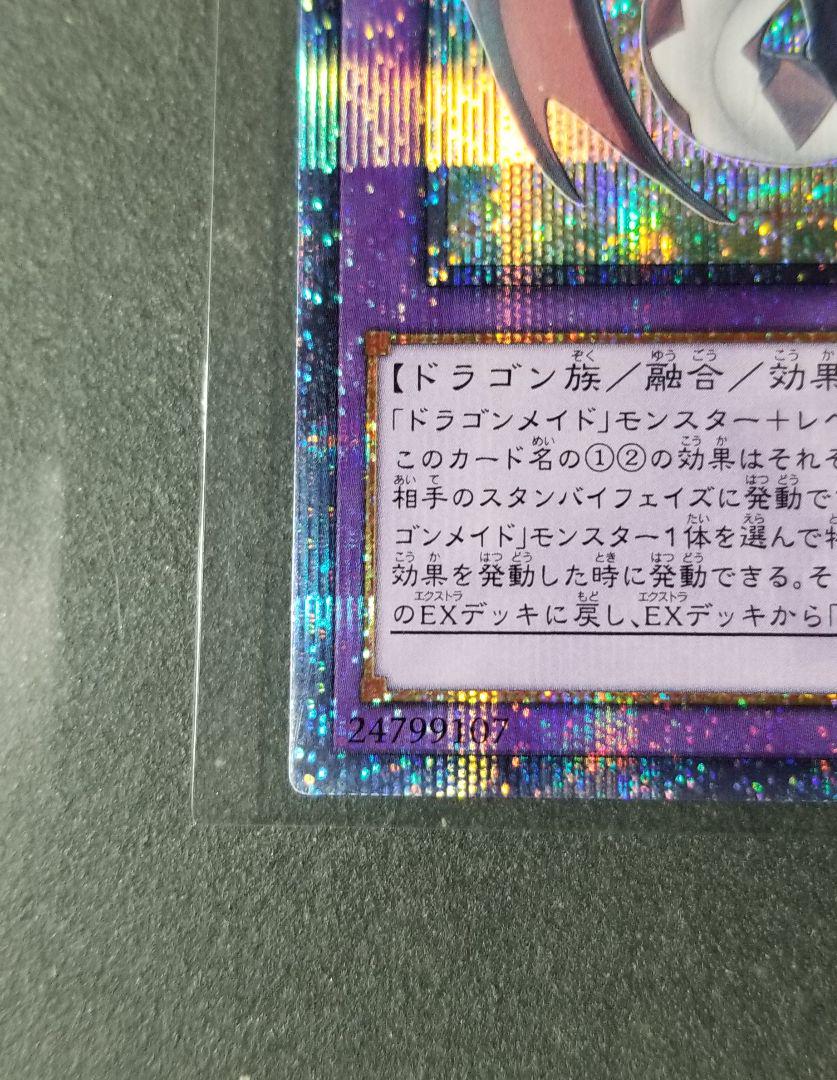 【ドラゴン族／融合／効果
「ドラゴンメイド」モンスター＋レベ
このカード名の①②の効果はそれぞ
相手のスタンバイフェイズに発動で
ゴンメイド」モンスター1体を選んで特
効果を発動した時に発動できる。そ
のEXデッキに戻し、EXデッキから「
24799107